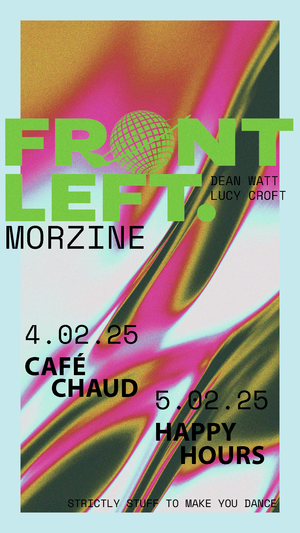 FRONT
LEFT.
DEAN WATT
LUCY CROFT
MORZINE
4.02.25
CAFÉ
CHAUD
5.02.25
HAPPY
HOURS
STRICTLY STUFF TO MAKE YOU DANCE